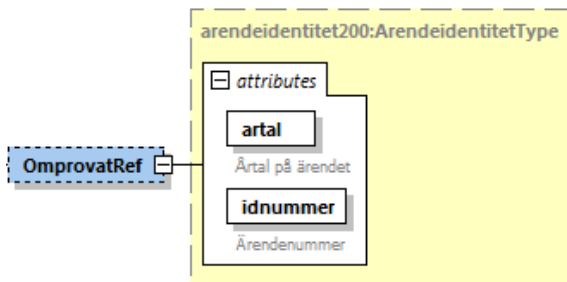 arendeidentitet200:ArendeidentitetType
attributes
artal
Årtal på ärendet
OmprovatRef
idnummer
Ärendenummer